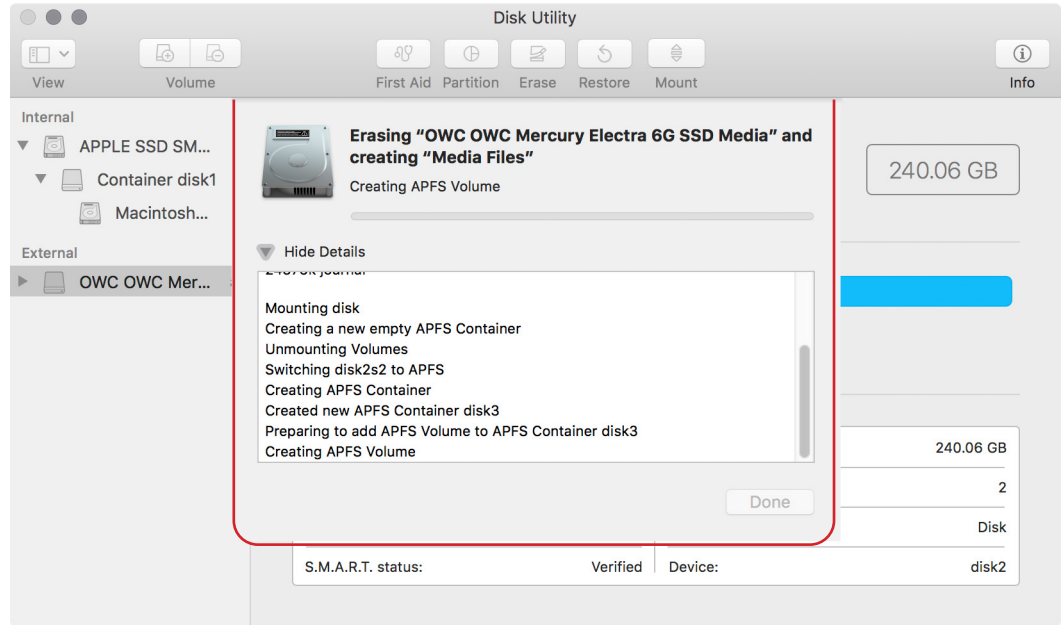 Disk Utility
View
Volume
First Aid
Partition
Erase
Restore
Mount
Info
Internal
APPLE SSD SM...
Container disk1
Macintosh...
External
OWC OWC Mer...
Erasing “OWC OWC Mercury Electra 6G SSD Media” and
creating “Media Files”
Creating APFS Volume
Hide Details
Mounting disk
Creating a new empty APFS Container
Unmounting Volumes
Switching disk2s2 to APFS
Creating APFS Container
Created new APFS Container disk3
Preparing to add APFS Volume to APFS Container disk3
Creating APFS Volume
Done
240.06 GB
240.06 GB
2
Disk
S.M.A.R.T. status: Verified
Device: disk2